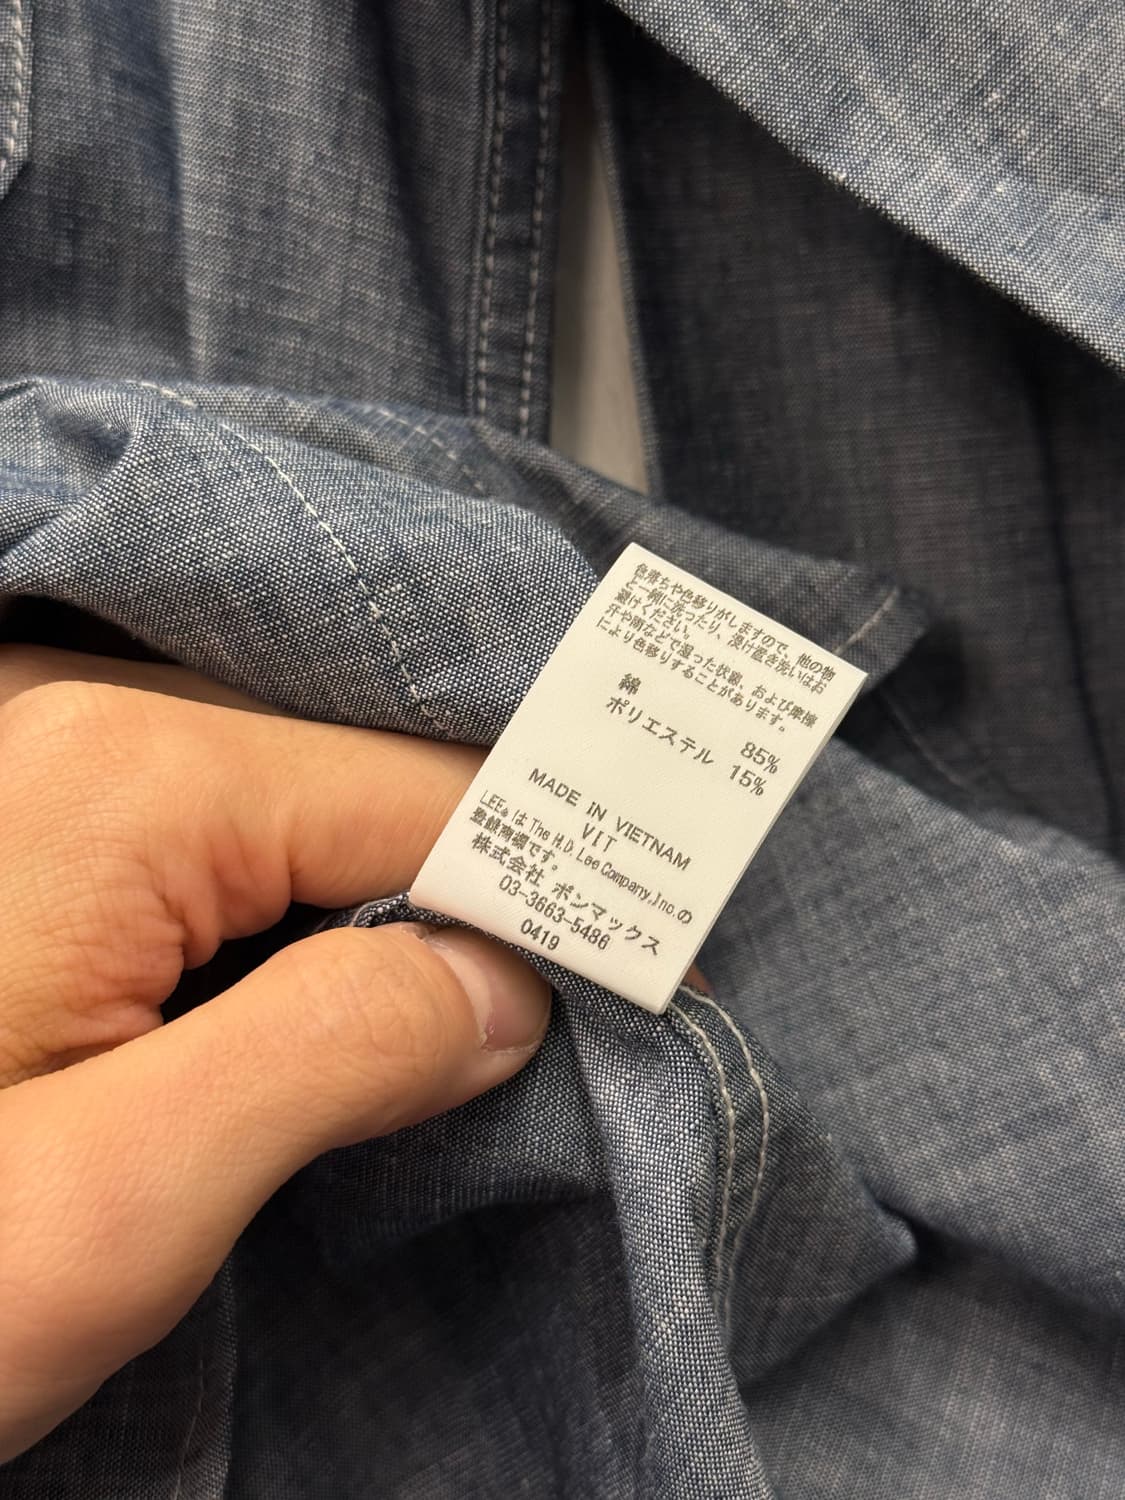 色落ちや色移りがしますので、他の物
と一緒に洗ったり、浸け置き洗いはお
避けください。
汗や雨などで湿った状態、および摩擦
により色移りすることがあります。
綿 85%
ポリエステル 15%
MADE IN VIETNAM
VIT
LEE® は The H.D. Lee Company,Inc.の
登録商標です。
株式会社 ボンマックス
03-3663-5486
0419